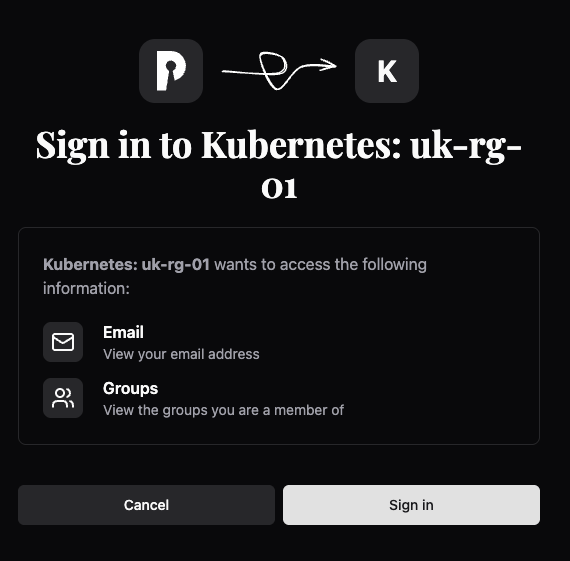 P
K
Sign in to Kubernetes: uk-rg-
01
Kubernetes: uk-rg-01 wants to access the following
information:
Email
View your email address
Groups
View the groups you are a member of
Cancel
Sign in